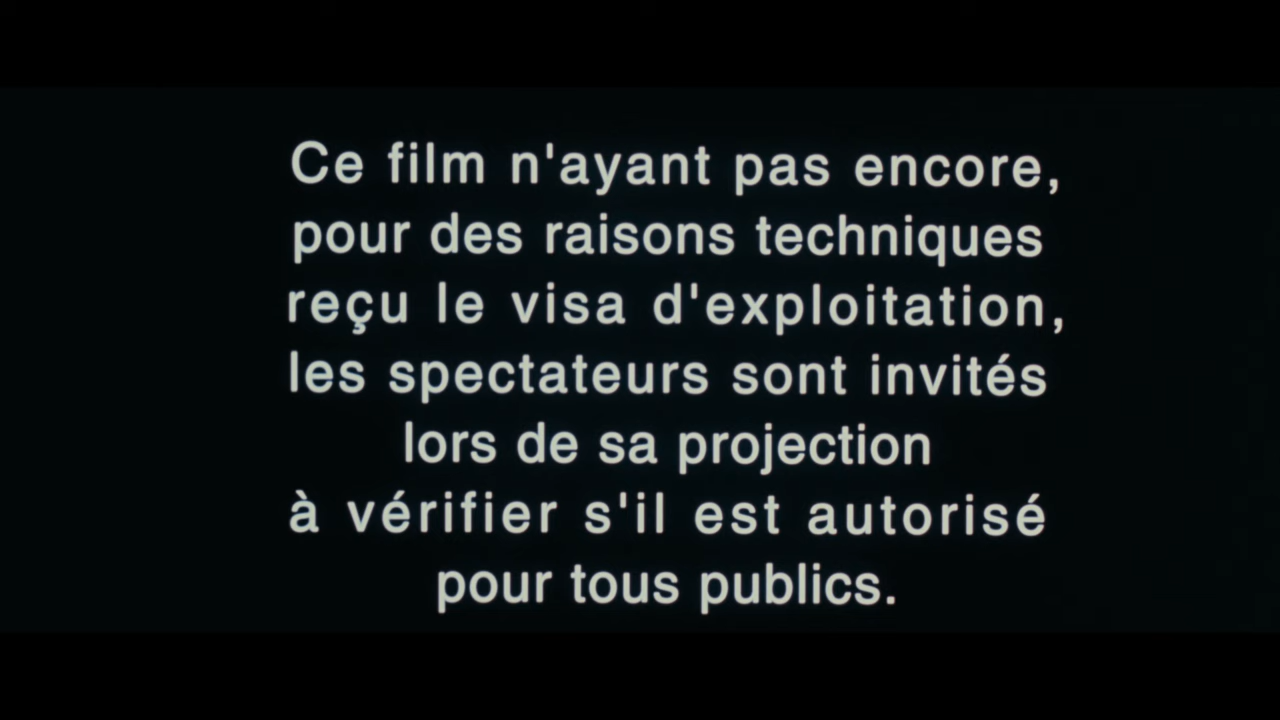 Ce film n'ayant pas encore,
pour des raisons techniques
reçu le visa d'exploitation,
les spectateurs sont invités
lors de sa projection
à vérifier s'il est autorisé
pour tous publics.